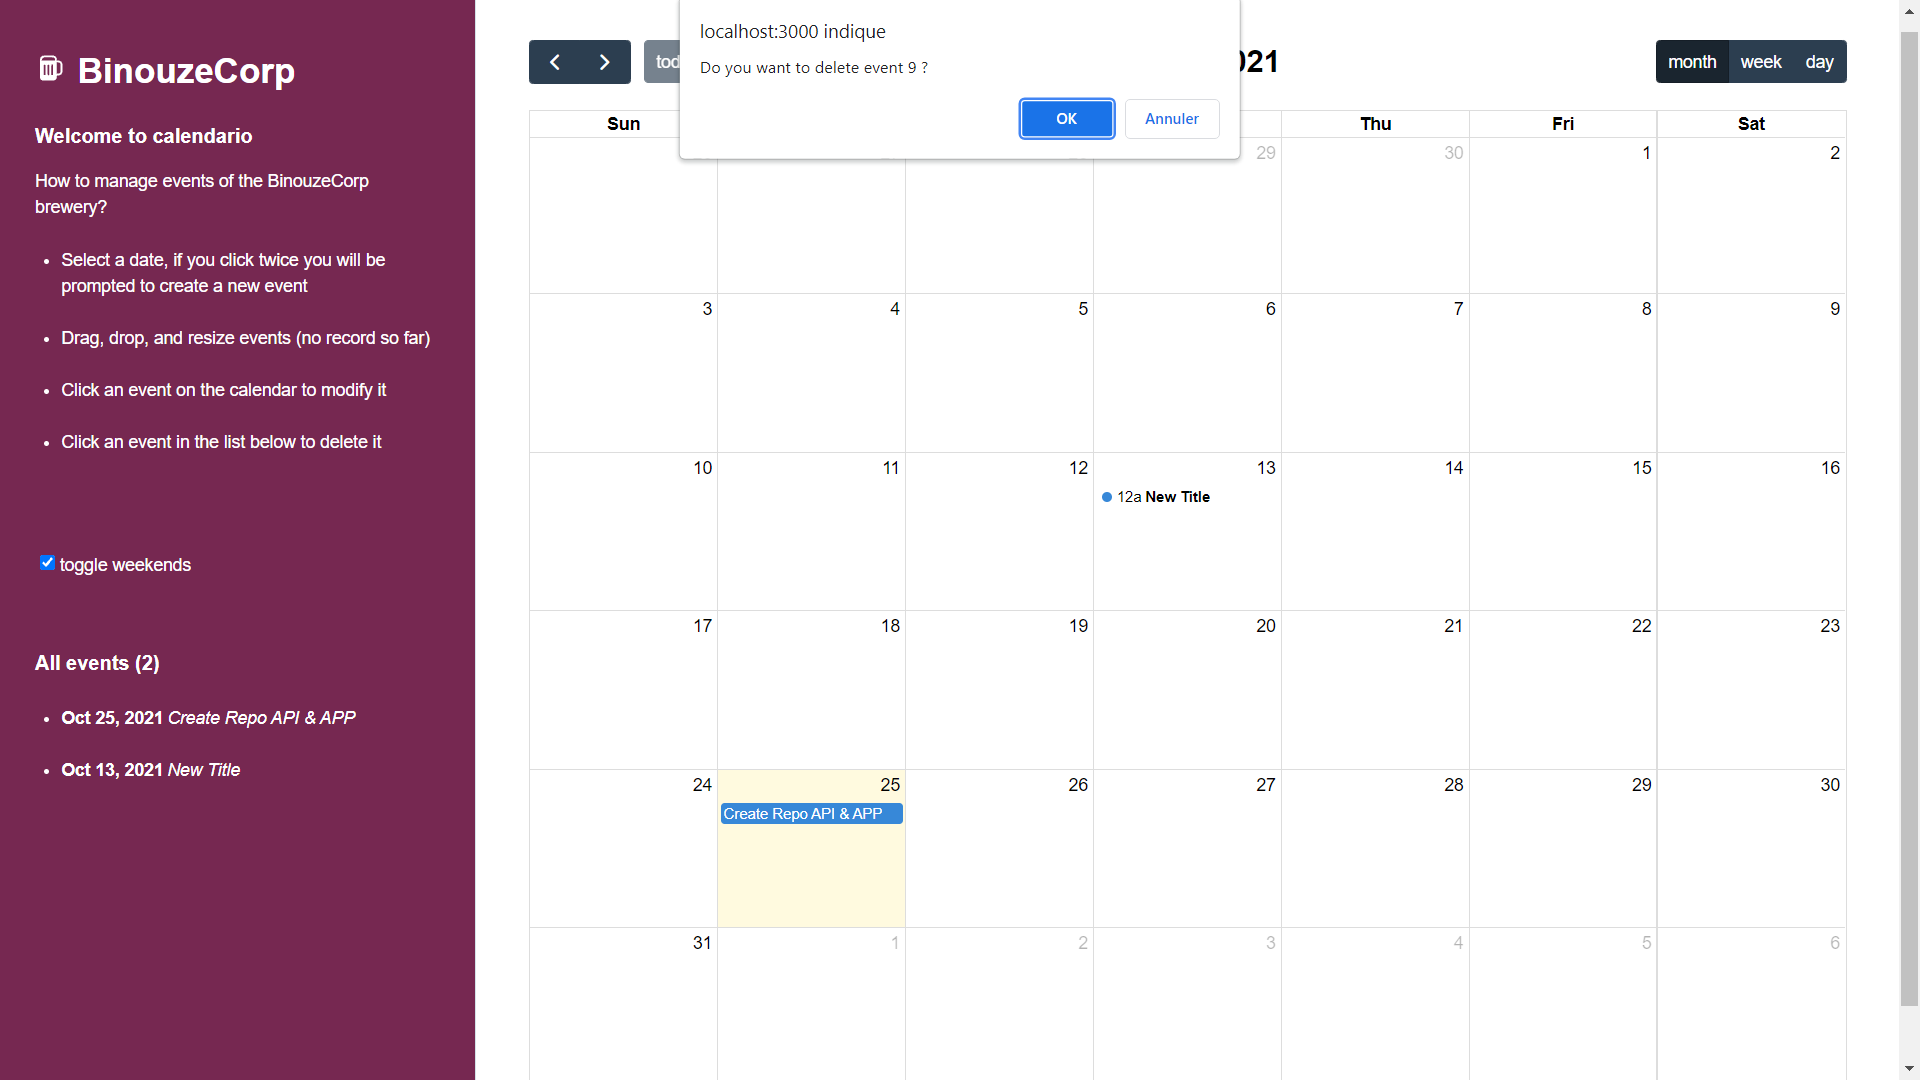 BinouzeCorp
Welcome to calendario
How to manage events of the BinouzeCorp
brewery?
Select a date, if you click twice you will be
prompted to create a new event
Drag, drop, and resize events (no record so far)
Click an event on the calendar to modify it
Click an event in the list below to delete it
toggle weekends
All events (2)
Oct 25, 2021 Create Repo API & APP
Oct 13, 2021 New Title
localhost:3000 indique
Do you want to delete event 9 ?
OK Annuler
month week day
Sun Thu Fri Sat
29 30 1 2
3 4 5 6 7 8 9
10 11 12 13 14 15 16
12a New Title
17 18 19 20 21 22 23
24 25 26 27 28 29 30
Create Repo API & APP
31 1 2 3 4 5 6